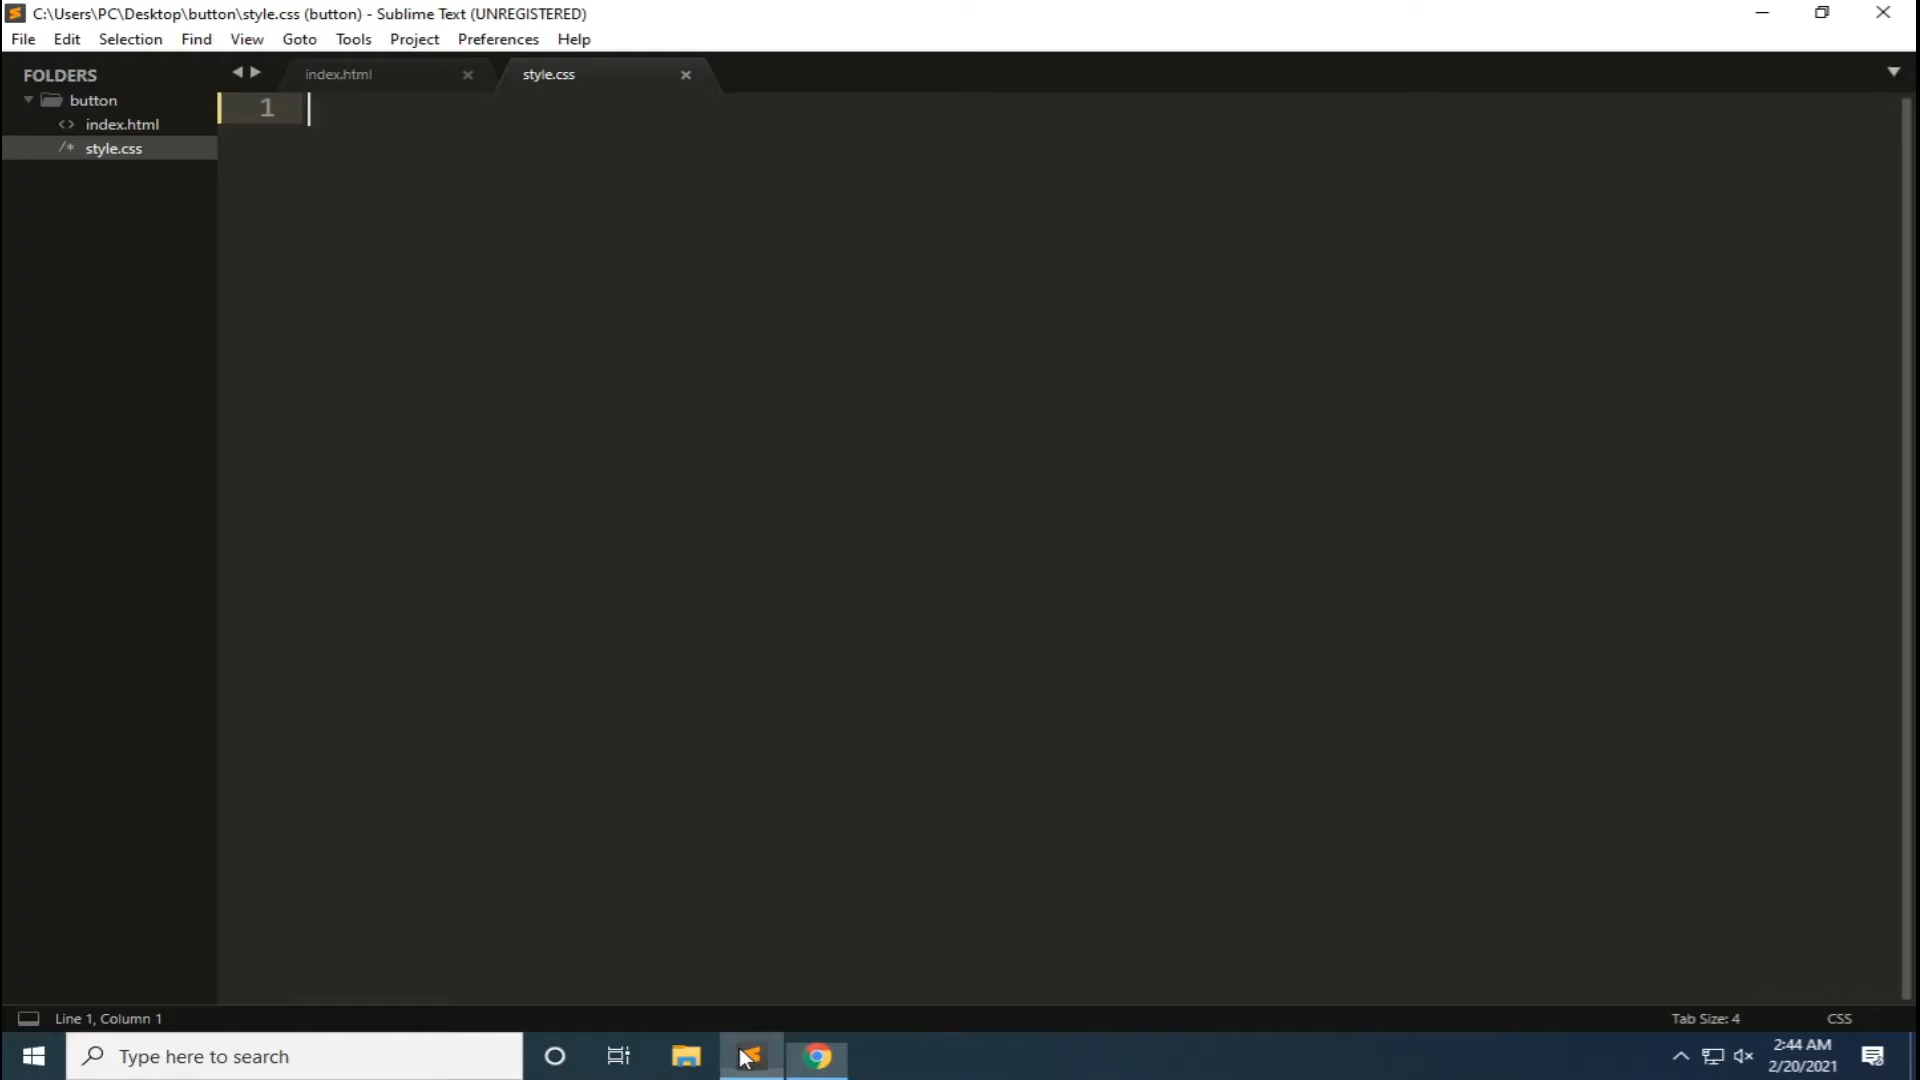 C:\Users\PC\Desktop\button\style.css (button) - Sublime Text (UNREGISTERED)
File Edit Selection Find View Goto Tools Project Preferences Help
FOLDERS
button
<> index.html
/* style.css
index.html
style.css
1
Line 1, Column 1
Tab Size: 4
CSS
Type here to search
2:44 AM
2/20/2021